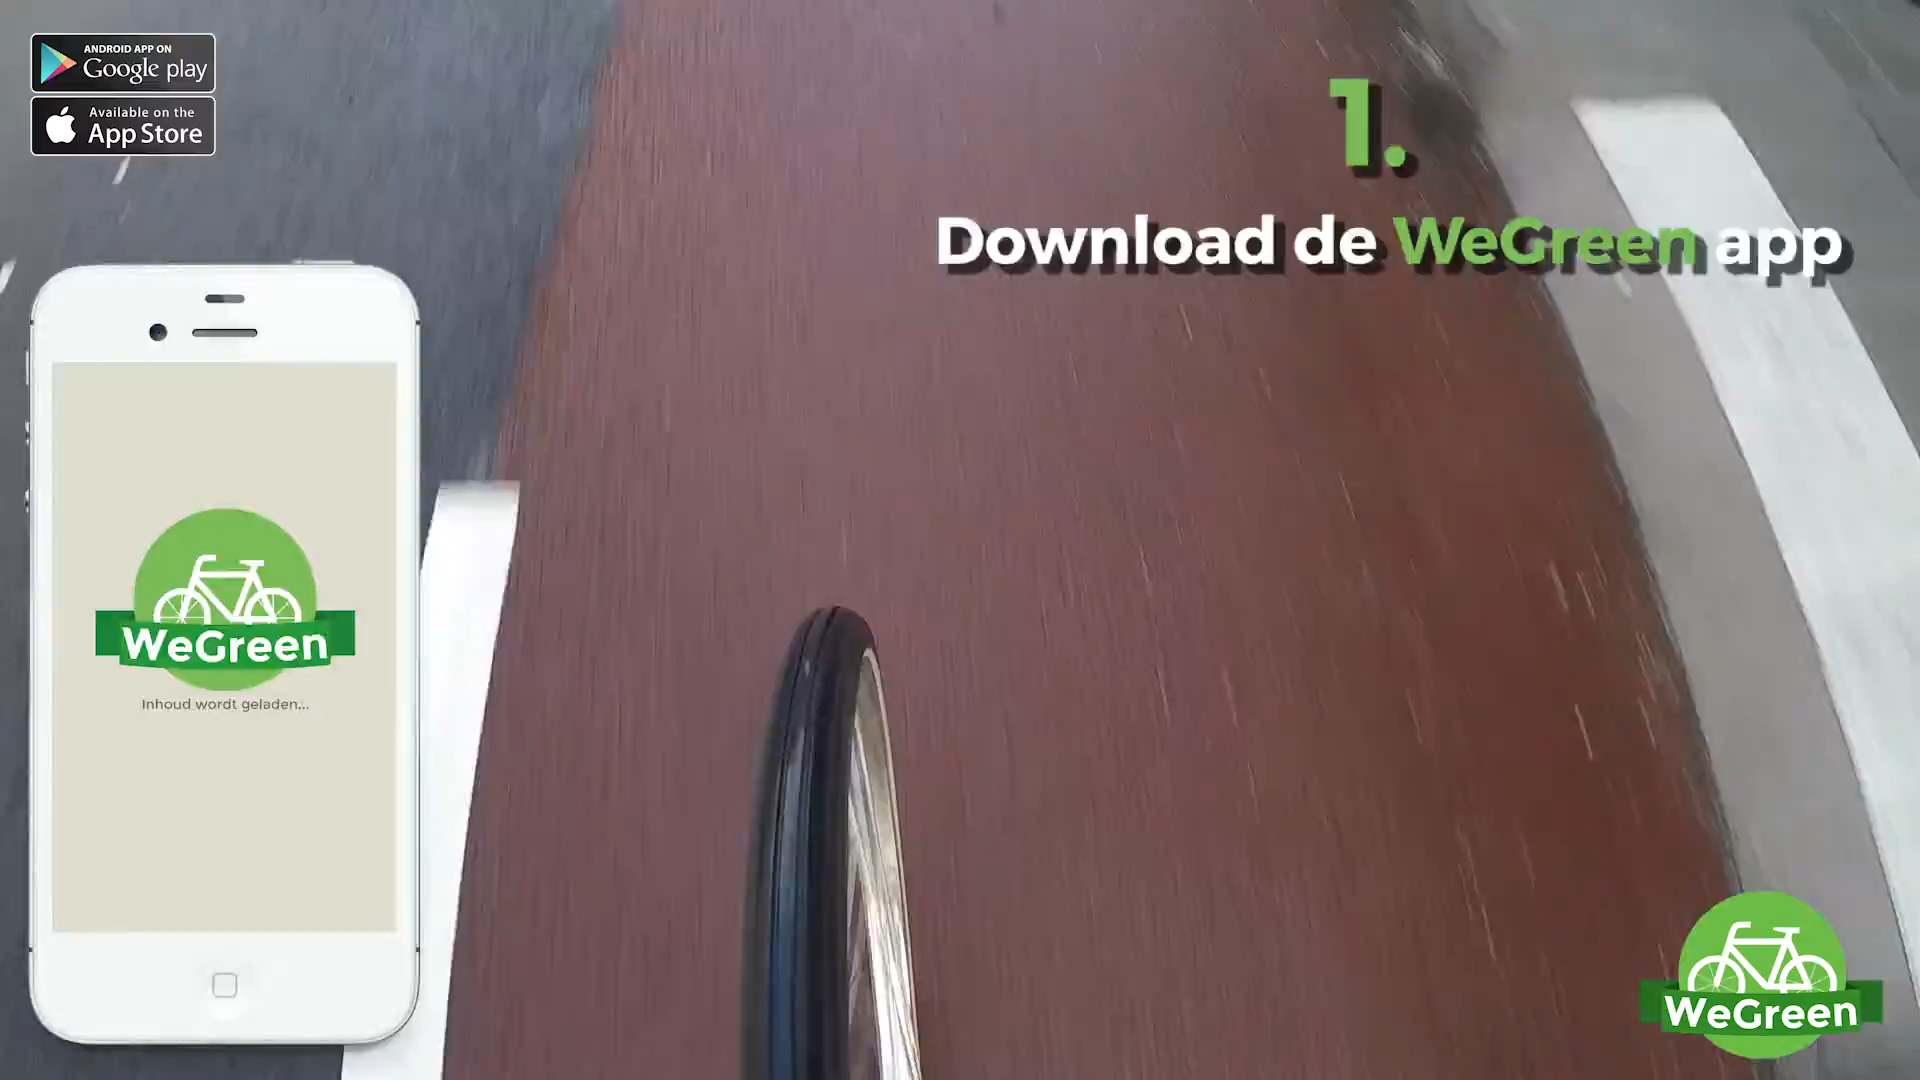 ANDROID APP ON
Google play
Available on the
App Store
1.
Download de WeGreen app
WeGreen
Inhoud wordt geladen...
WeGreen